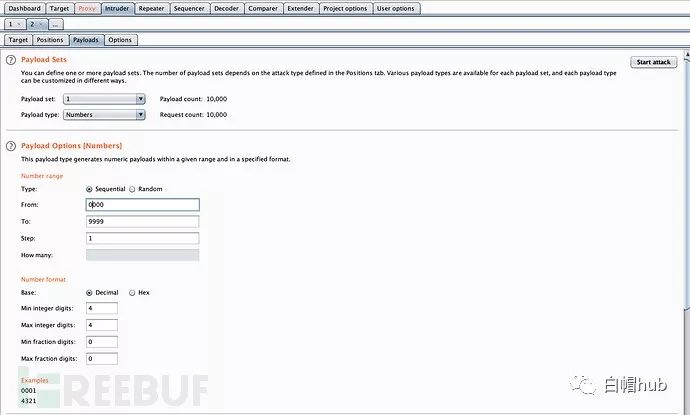 Dashboard Target Proxy Intruder Repeater Sequencer Decoder Comparer Extender Project options User options
1 × 2 × ...
Target Positions Payloads Options
? Payload Sets Start attack
You can define one or more payload sets. The number of payload sets depends on the attack type defined in the Positions tab. Various payload types are available for each payload set, and each payload type
can be customized in different ways.
Payload set: 1 Payload count: 10,000
Payload type: Numbers Request count: 10,000
? Payload Options [Numbers]
This payload type generates numeric payloads within a given range and in a specified format.
Number range
Type: Sequential Random
From: 0000
To: 9999
Step: 1
How many:
Number format
Base: Decimal Hex
Min integer digits: 4
Max integer digits: 4
Min fraction digits: 0
Max fraction digits: 0
Examples
0001
4321
REEBUF
白帽hub